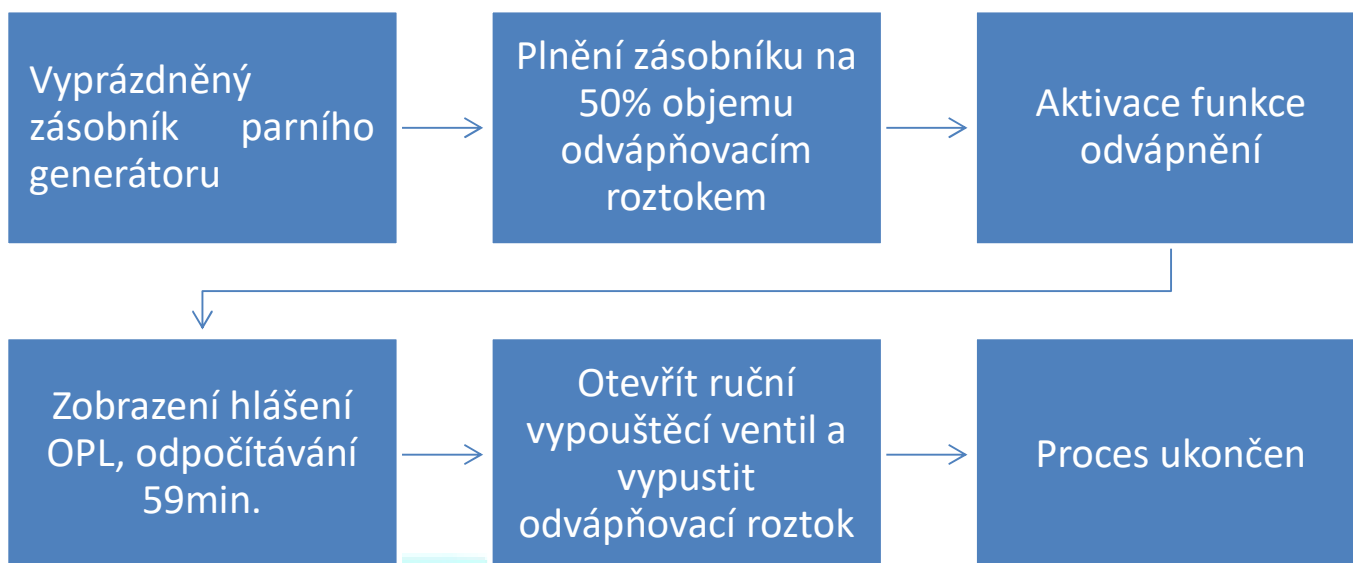 Vyprázdněný
zásobník parního
generátoru
Plnění zásobníku na
50% objemu
odvápňovacím
roztokem
Aktivace funkce
odvápnění
Zobrazení hlášení
OPL, odpočítávání
59min.
Otevřít ruční
vypouštěcí ventil a
vypustit
odvápňovací roztok
Proces ukončen